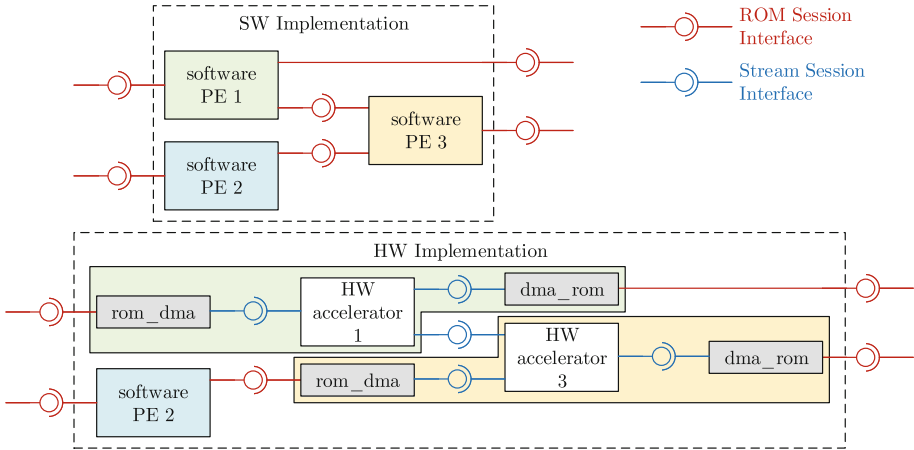 SW Implementation
ROM Session
Interface
software
PE 1
Stream Session
Interface
software
PE 3
software
PE 2
HW Implementation
HW
accelerator
1
rom_dma
dma_rom
HW
accelerator
3
dma_rom
rom_dma
software
PE 2